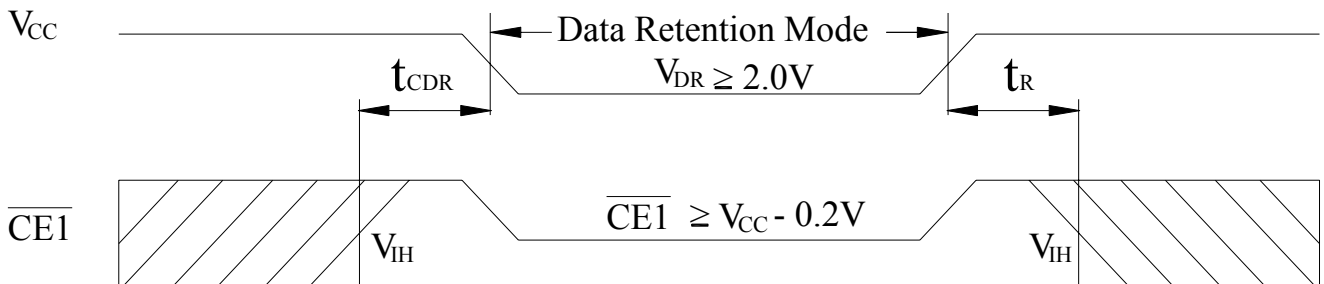 VCC
Data Retention Mode
VDR ≥ 2.0V
tCDR
tR
CE1
CE1 ≥ VCC - 0.2V
VIH
VIH